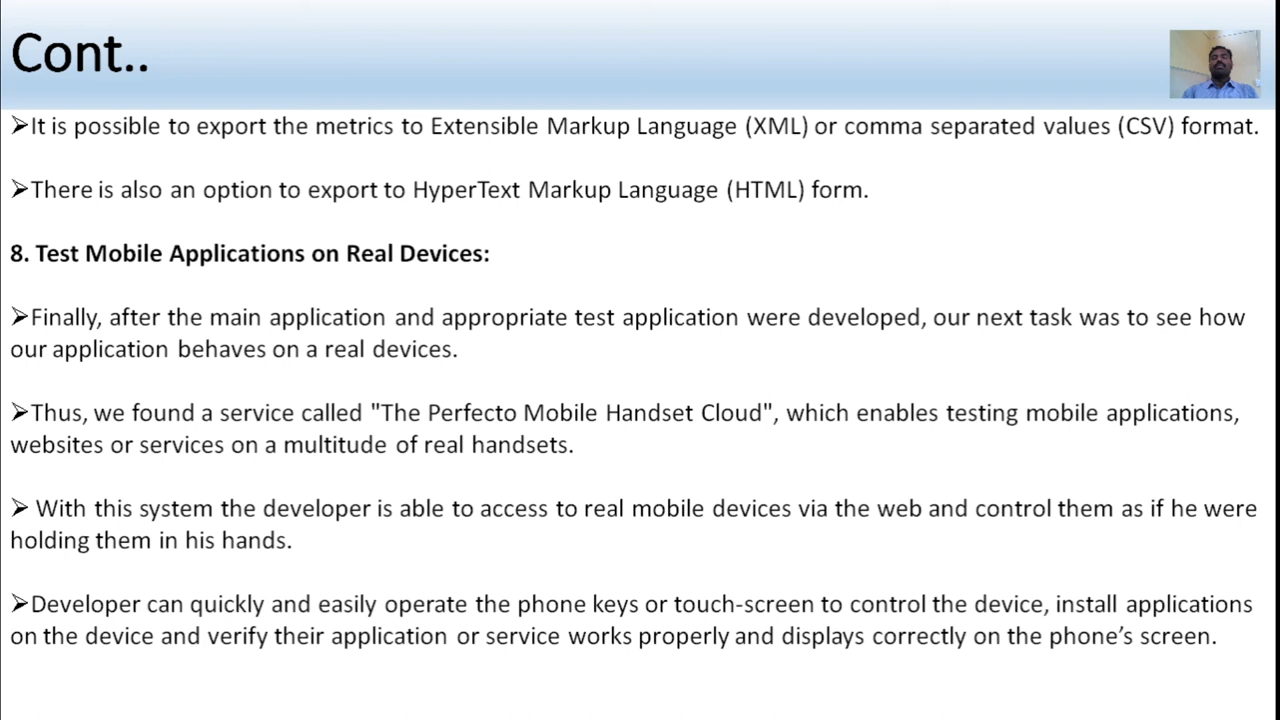 Cont..
➢It is possible to export the metrics to Extensible Markup Language (XML) or comma separated values (CSV) format.
➢There is also an option to export to HyperText Markup Language (HTML) form.
8. Test Mobile Applications on Real Devices:
➢Finally, after the main application and appropriate test application were developed, our next task was to see how
our application behaves on a real devices.
➢Thus, we found a service called "The Perfecto Mobile Handset Cloud", which enables testing mobile applications,
websites or services on a multitude of real handsets.
➢ With this system the developer is able to access to real mobile devices via the web and control them as if he were
holding them in his hands.
➢Developer can quickly and easily operate the phone keys or touch-screen to control the device, install applications
on the device and verify their application or service works properly and displays correctly on the phone’s screen.